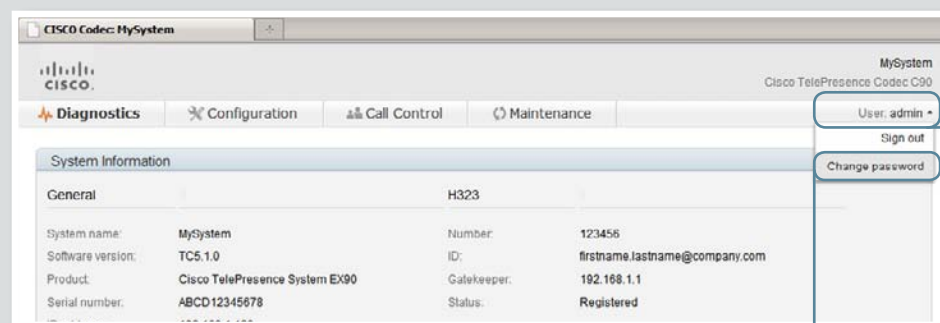 CISCO Codec: MySystem
MySystem
CISCO.
Cisco TelePresence Codec C90
Diagnostics Configuration Call Control Maintenance User: admin
Sign out
Change password
System Information
General H323
System name: MySystem Number: 123456
Software version: TC5.1.0 ID: firstname.lastname@company.com
Product: Cisco TelePresence System EX90 Gatekeeper: 192.168.1.1
Serial number: ABCD12345678 Status: Registered